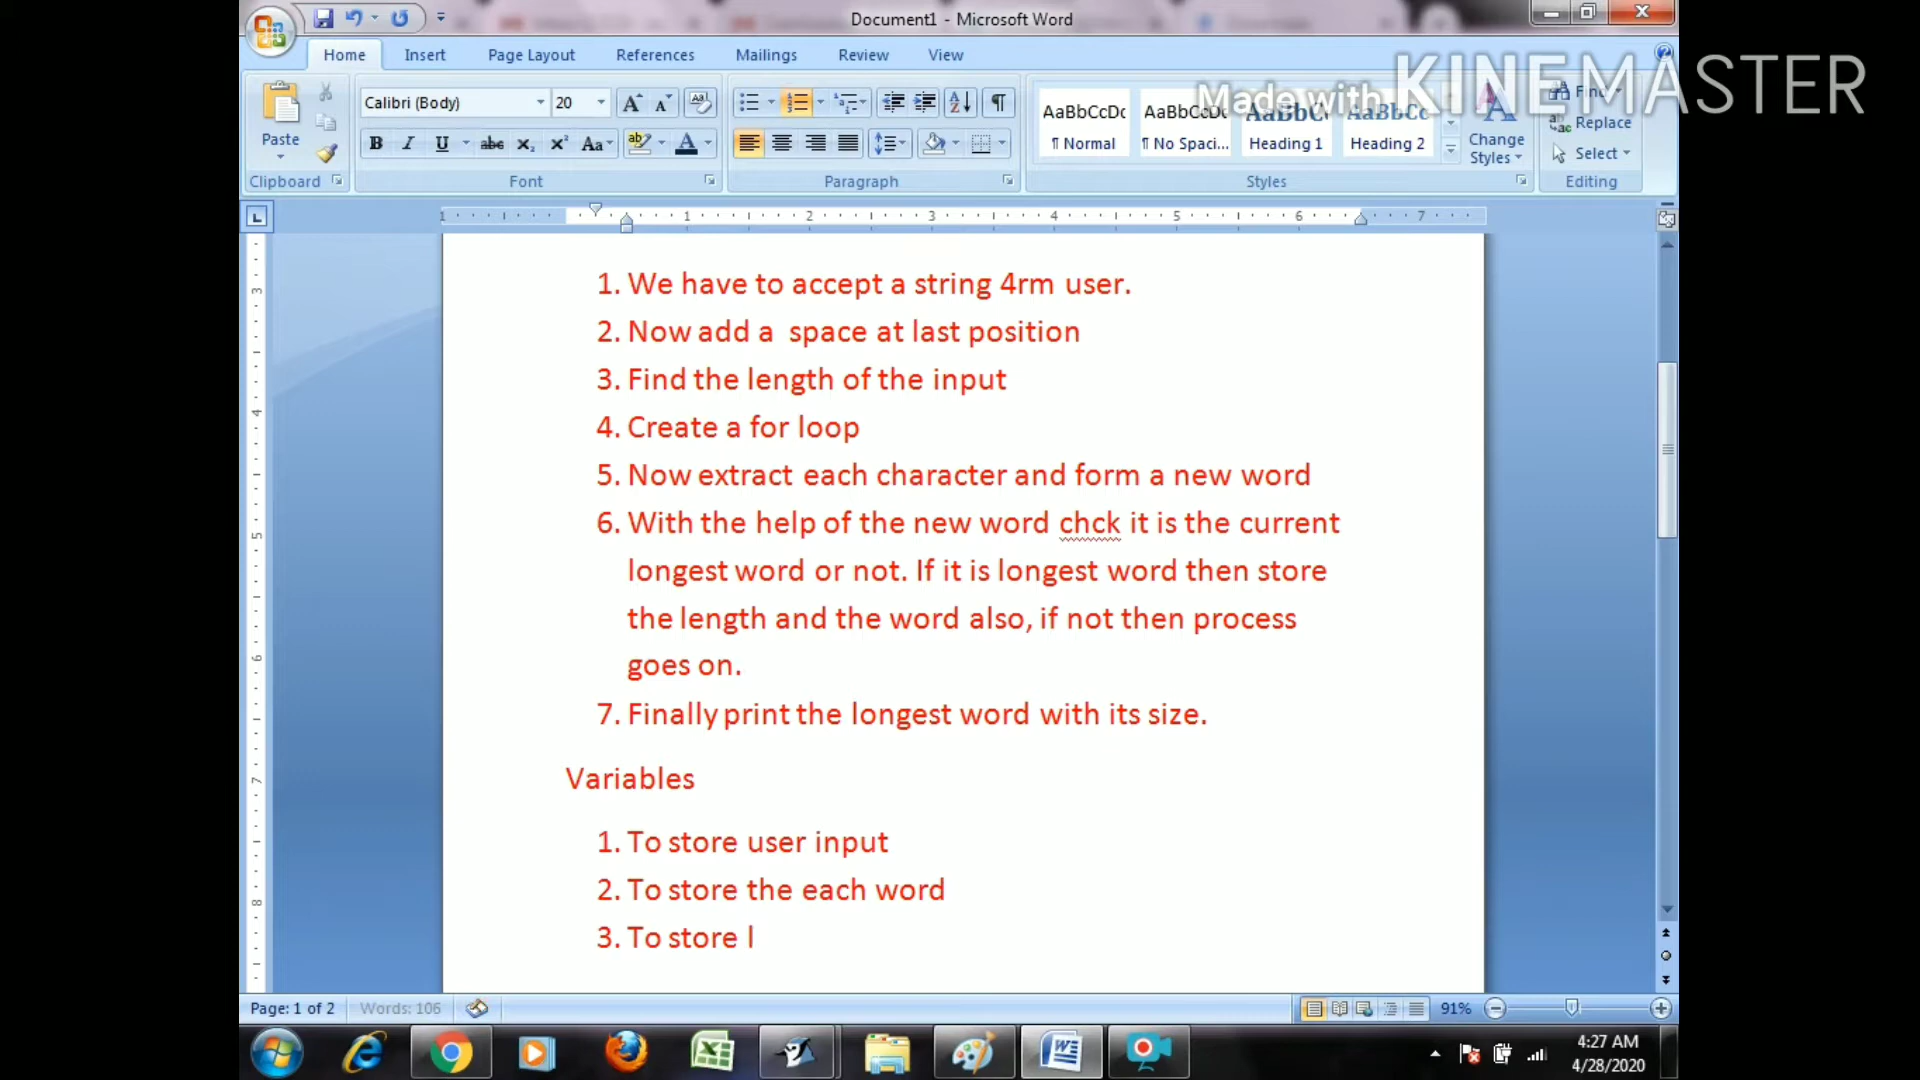 Document1 - Microsoft Word
Home Insert Page Layout References Mailings Review View
Made with KINEMASTER
Calibri (Body) 20
AaBbCcDc AaBbCcDc AaBbC AaBbCc
Paste
¶ Normal ¶ No Spaci... Heading 1 Heading 2
Change Styles
Find
Replace
Select
Clipboard Font Paragraph Styles Editing
1. We have to accept a string 4rm user.
2. Now add a space at last position
3. Find the length of the input
4. Create a for loop
5. Now extract each character and form a new word
6. With the help of the new word chck it is the current
longest word or not. If it is longest word then store
the length and the word also, if not then process
goes on.
7. Finally print the longest word with its size.
Variables
1. To store user input
2. To store the each word
3. To store l
Page: 1 of 2 Words: 106 91%
4:27 AM
4/28/2020